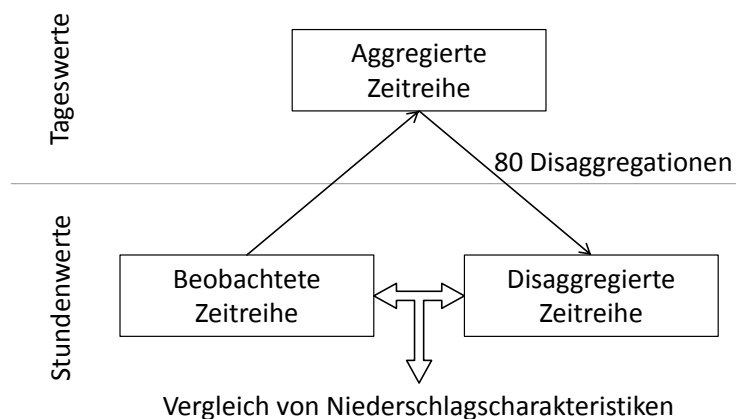 Tageswerte
Aggregierte
Zeitreihe
80 Disaggregationen
Stundenwerte
Beobachtete
Zeitreihe
Disaggregierte
Zeitreihe
Vergleich von Niederschlagscharakteristiken